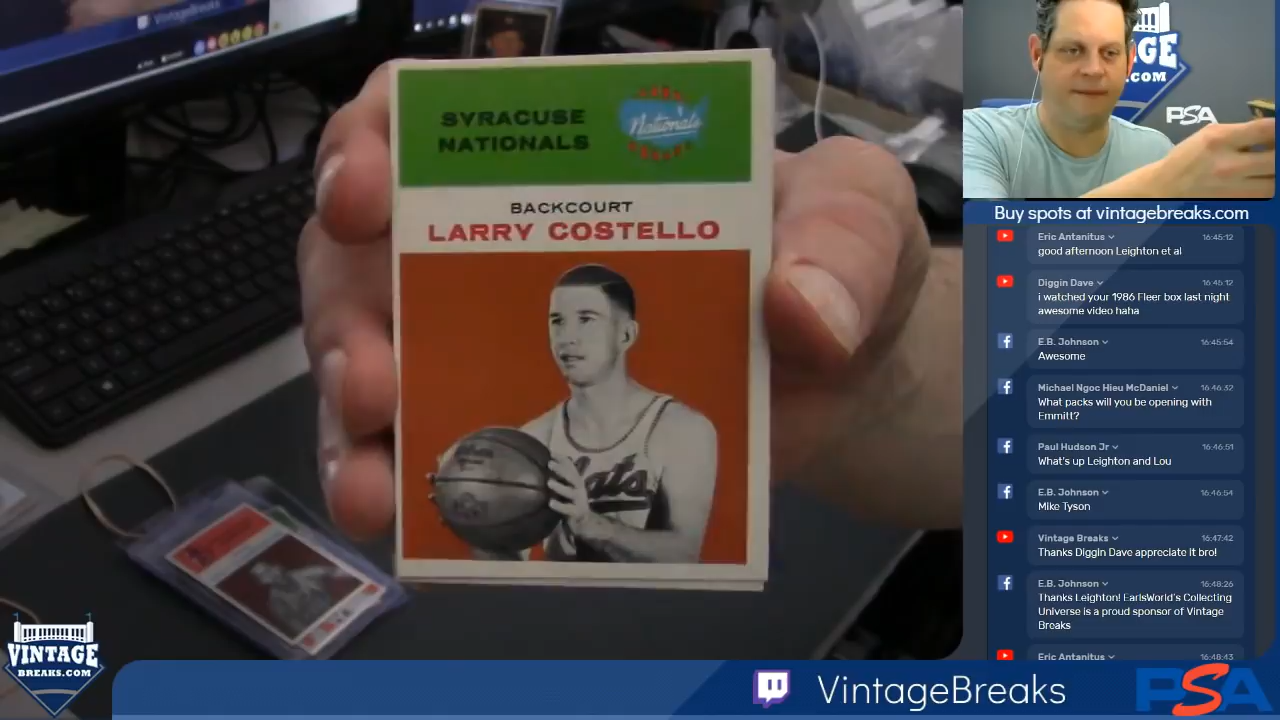 VintageBreaks
SYRACUSE
NATIONALS
Nationals
BACKCOURT
LARRY COSTELLO
VINTAGE
.COM
PSA
Buy spots at vintagebreaks.com
Eric Antanitus 16:45:12
good afternoon Leighton et al
Diggin Dave 16:45:12
i watched your 1986 Fleer box last night
awesome video haha
E.B. Johnson 16:45:54
Awesome
Michael Ngoc Hieu McDaniel 16:46:32
What packs will you be opening with
Emmitt?
Paul Hudson Jr 16:46:51
What's up Leighton and Lou
E.B. Johnson 16:46:54
Mike Tyson
Vintage Breaks 16:47:42
Thanks Diggin Dave appreciate it bro!
E.B. Johnson 16:48:26
Thanks Leighton! EarlsWorld's Collecting
Universe is a proud sponsor of Vintage
Breaks
Eric Antanitus 16:48:43
VINTAGE
BREAKS.COM
VintageBreaks
PSA